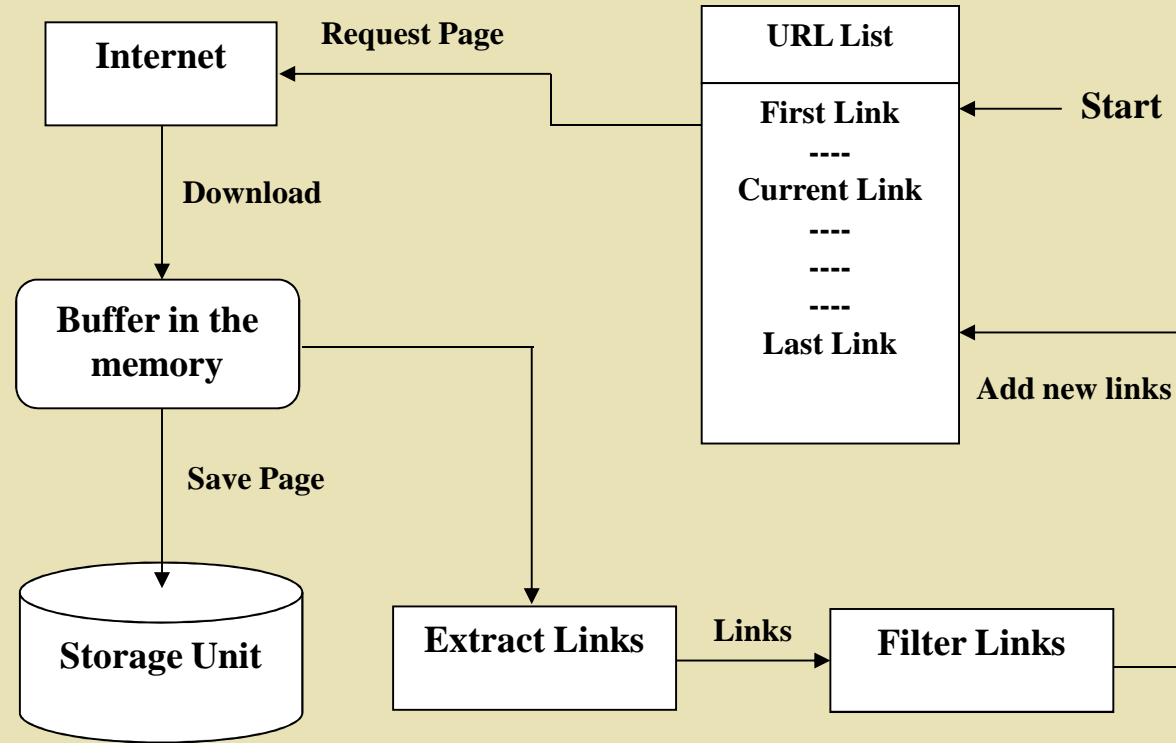 Internet
Request Page
URL List
Start
First Link
----
Current Link
----
----
----
Last Link
Download
Buffer in the
memory
Add new links
Save Page
Storage Unit
Extract Links
Links
Filter Links